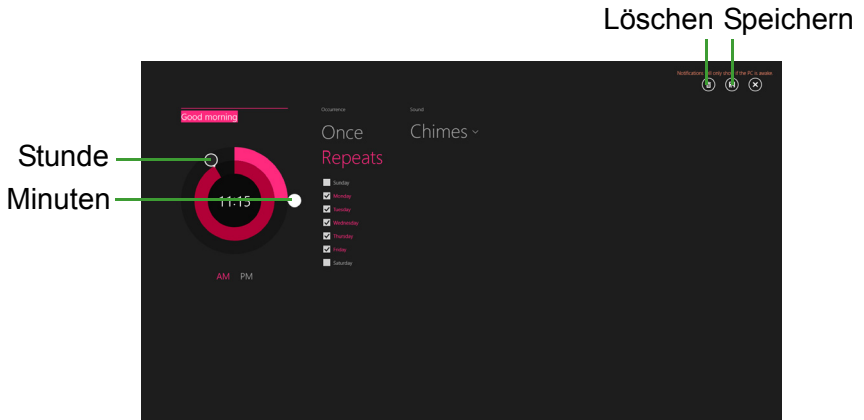 Löschen Speichern
Notifications will only show if the PC is awake
Good morning
Occurrence
Sound
Once
Chimes
Repeats
Stunde
Minuten
11:15
Sunday
Monday
Tuesday
Wednesday
Thursday
Friday
Saturday
AM PM